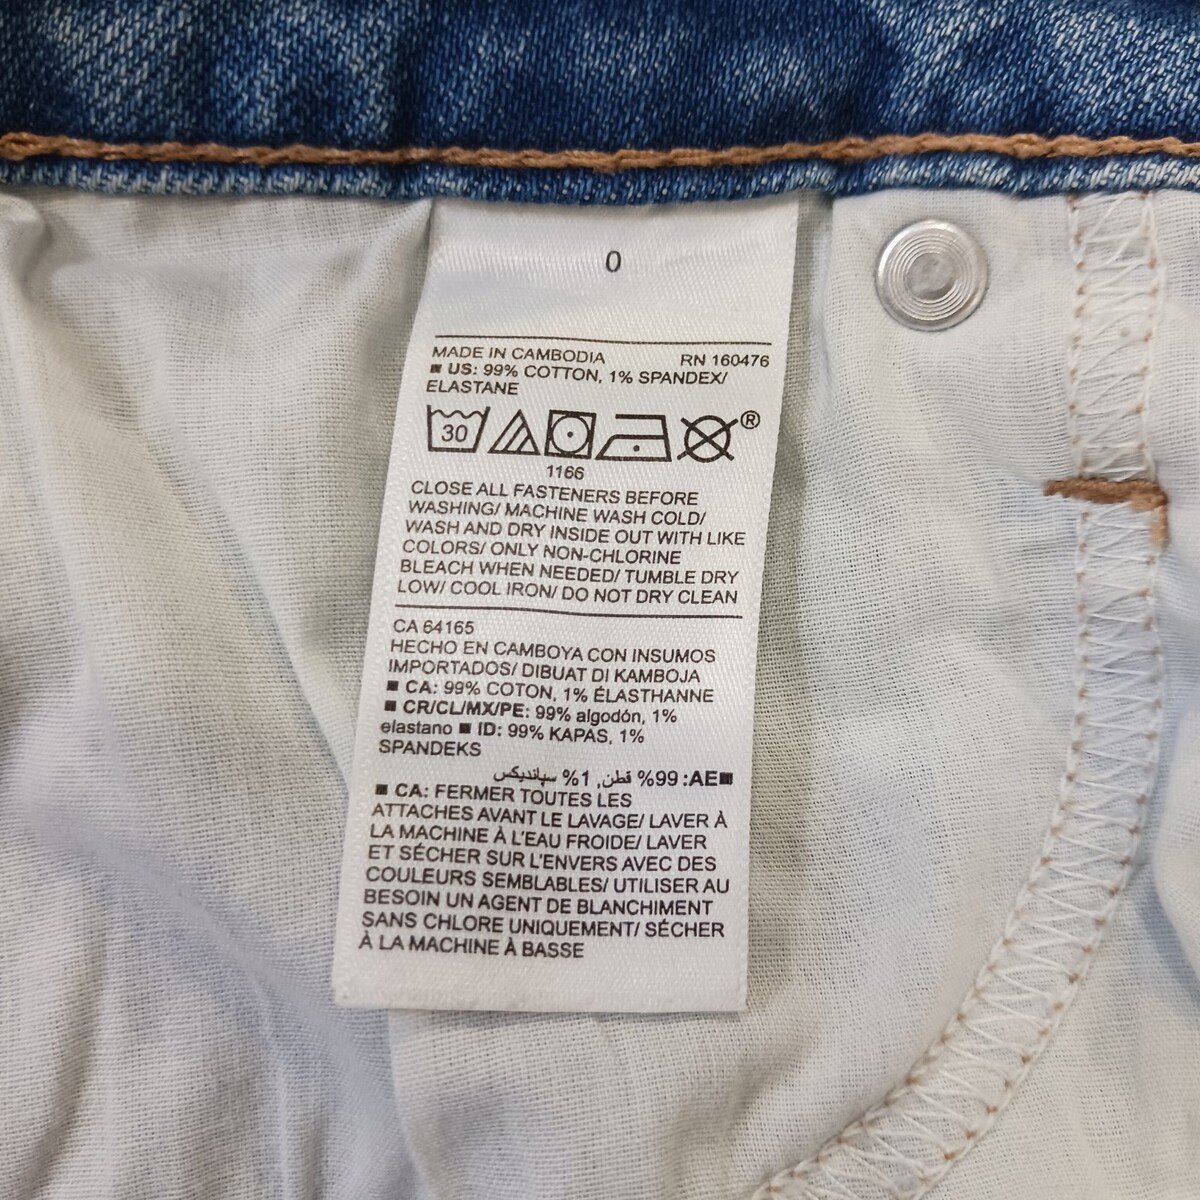 0
MADE IN CAMBODIA RN 160476
■ US: 99% COTTON, 1% SPANDEX/
ELASTANE
30 ®
1166
CLOSE ALL FASTENERS BEFORE
WASHING/ MACHINE WASH COLD/
WASH AND DRY INSIDE OUT WITH LIKE
COLORS/ ONLY NON-CHLORINE
BLEACH WHEN NEEDED/ TUMBLE DRY
LOW/ COOL IRON/ DO NOT DRY CLEAN
CA 64165
HECHO EN CAMBOYA CON INSUMOS
IMPORTADOS/ DIBUAT DI KAMBOJA
■ CA: 99% COTON, 1% ÉLASTHANNE
■ CR/CL/MX/PE: 99% algodón, 1%
elastano ■ ID: 99% KAPAS, 1%
SPANDEKS
■AE: 99% قطن, 1% سپانديكس
■ CA: FERMER TOUTES LES
ATTACHES AVANT LE LAVAGE/ LAVER À
LA MACHINE À L'EAU FROIDE/ LAVER
ET SÉCHER SUR L'ENVERS AVEC DES
COULEURS SEMBLABLES/ UTILISER AU
BESOIN UN AGENT DE BLANCHIMENT
SANS CHLORE UNIQUEMENT/ SÉCHER
À LA MACHINE À BASSE